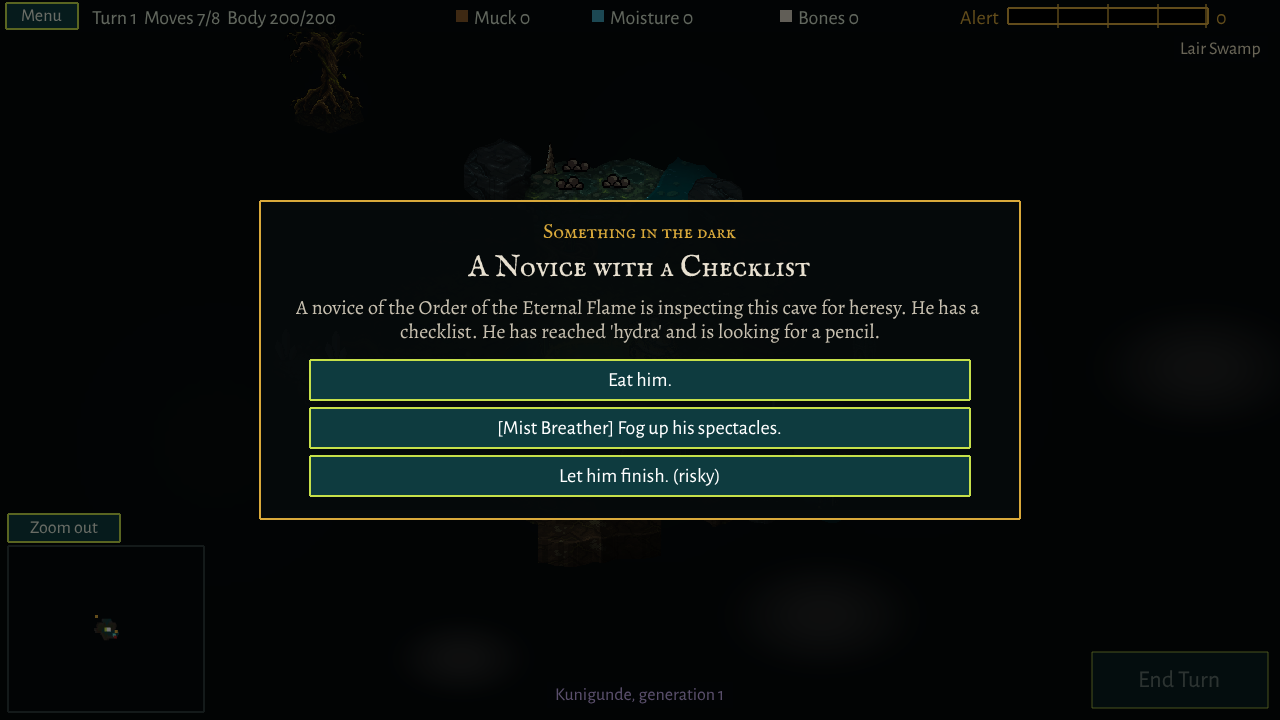 Menu
Turn 1 Moves 7/8 Body 200/200
Muck 0
Moisture 0
Bones 0
Alert
0
Lair Swamp
Something in the dark
A Novice with a Checklist
A novice of the Order of the Eternal Flame is inspecting this cave for heresy. He has a
checklist. He has reached 'hydra' and is looking for a pencil.
Eat him.
[Mist Breather] Fog up his spectacles.
Let him finish. (risky)
Zoom out
Kunigunde, generation 1
End Turn